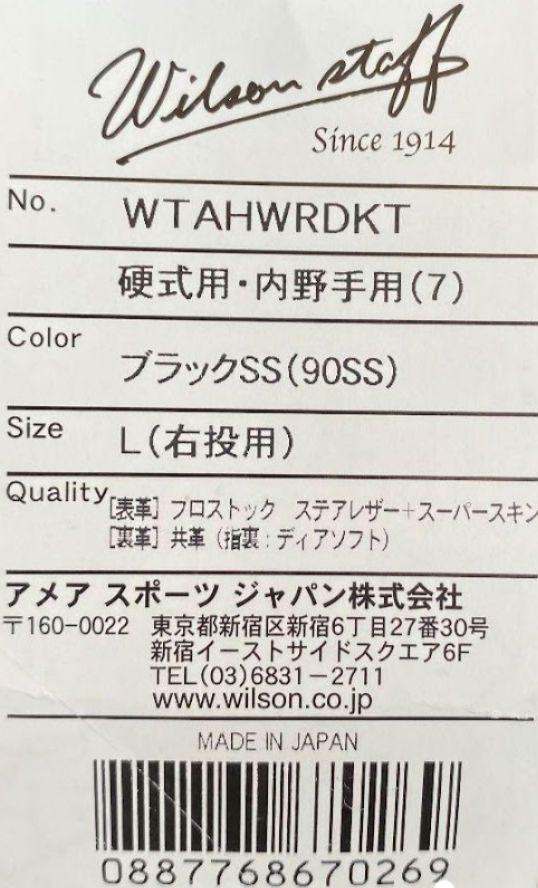 Wilson staff
Since 1914
No. WTAHWRDKT
硬式用・内野手用(7)
Color ブラックSS(90SS)
Size L(右投用)
Quality [表革] プロストック ステアレザー+スーパースキン
[裏革] 共革 (指裏:ディアソフト)
アメア スポーツ ジャパン株式会社
〒160-0022 東京都新宿区新宿6丁目27番30号
新宿イーストサイドスクエア6F
TEL(03)6831-2711
www.wilson.co.jp
MADE IN JAPAN
0887768670269